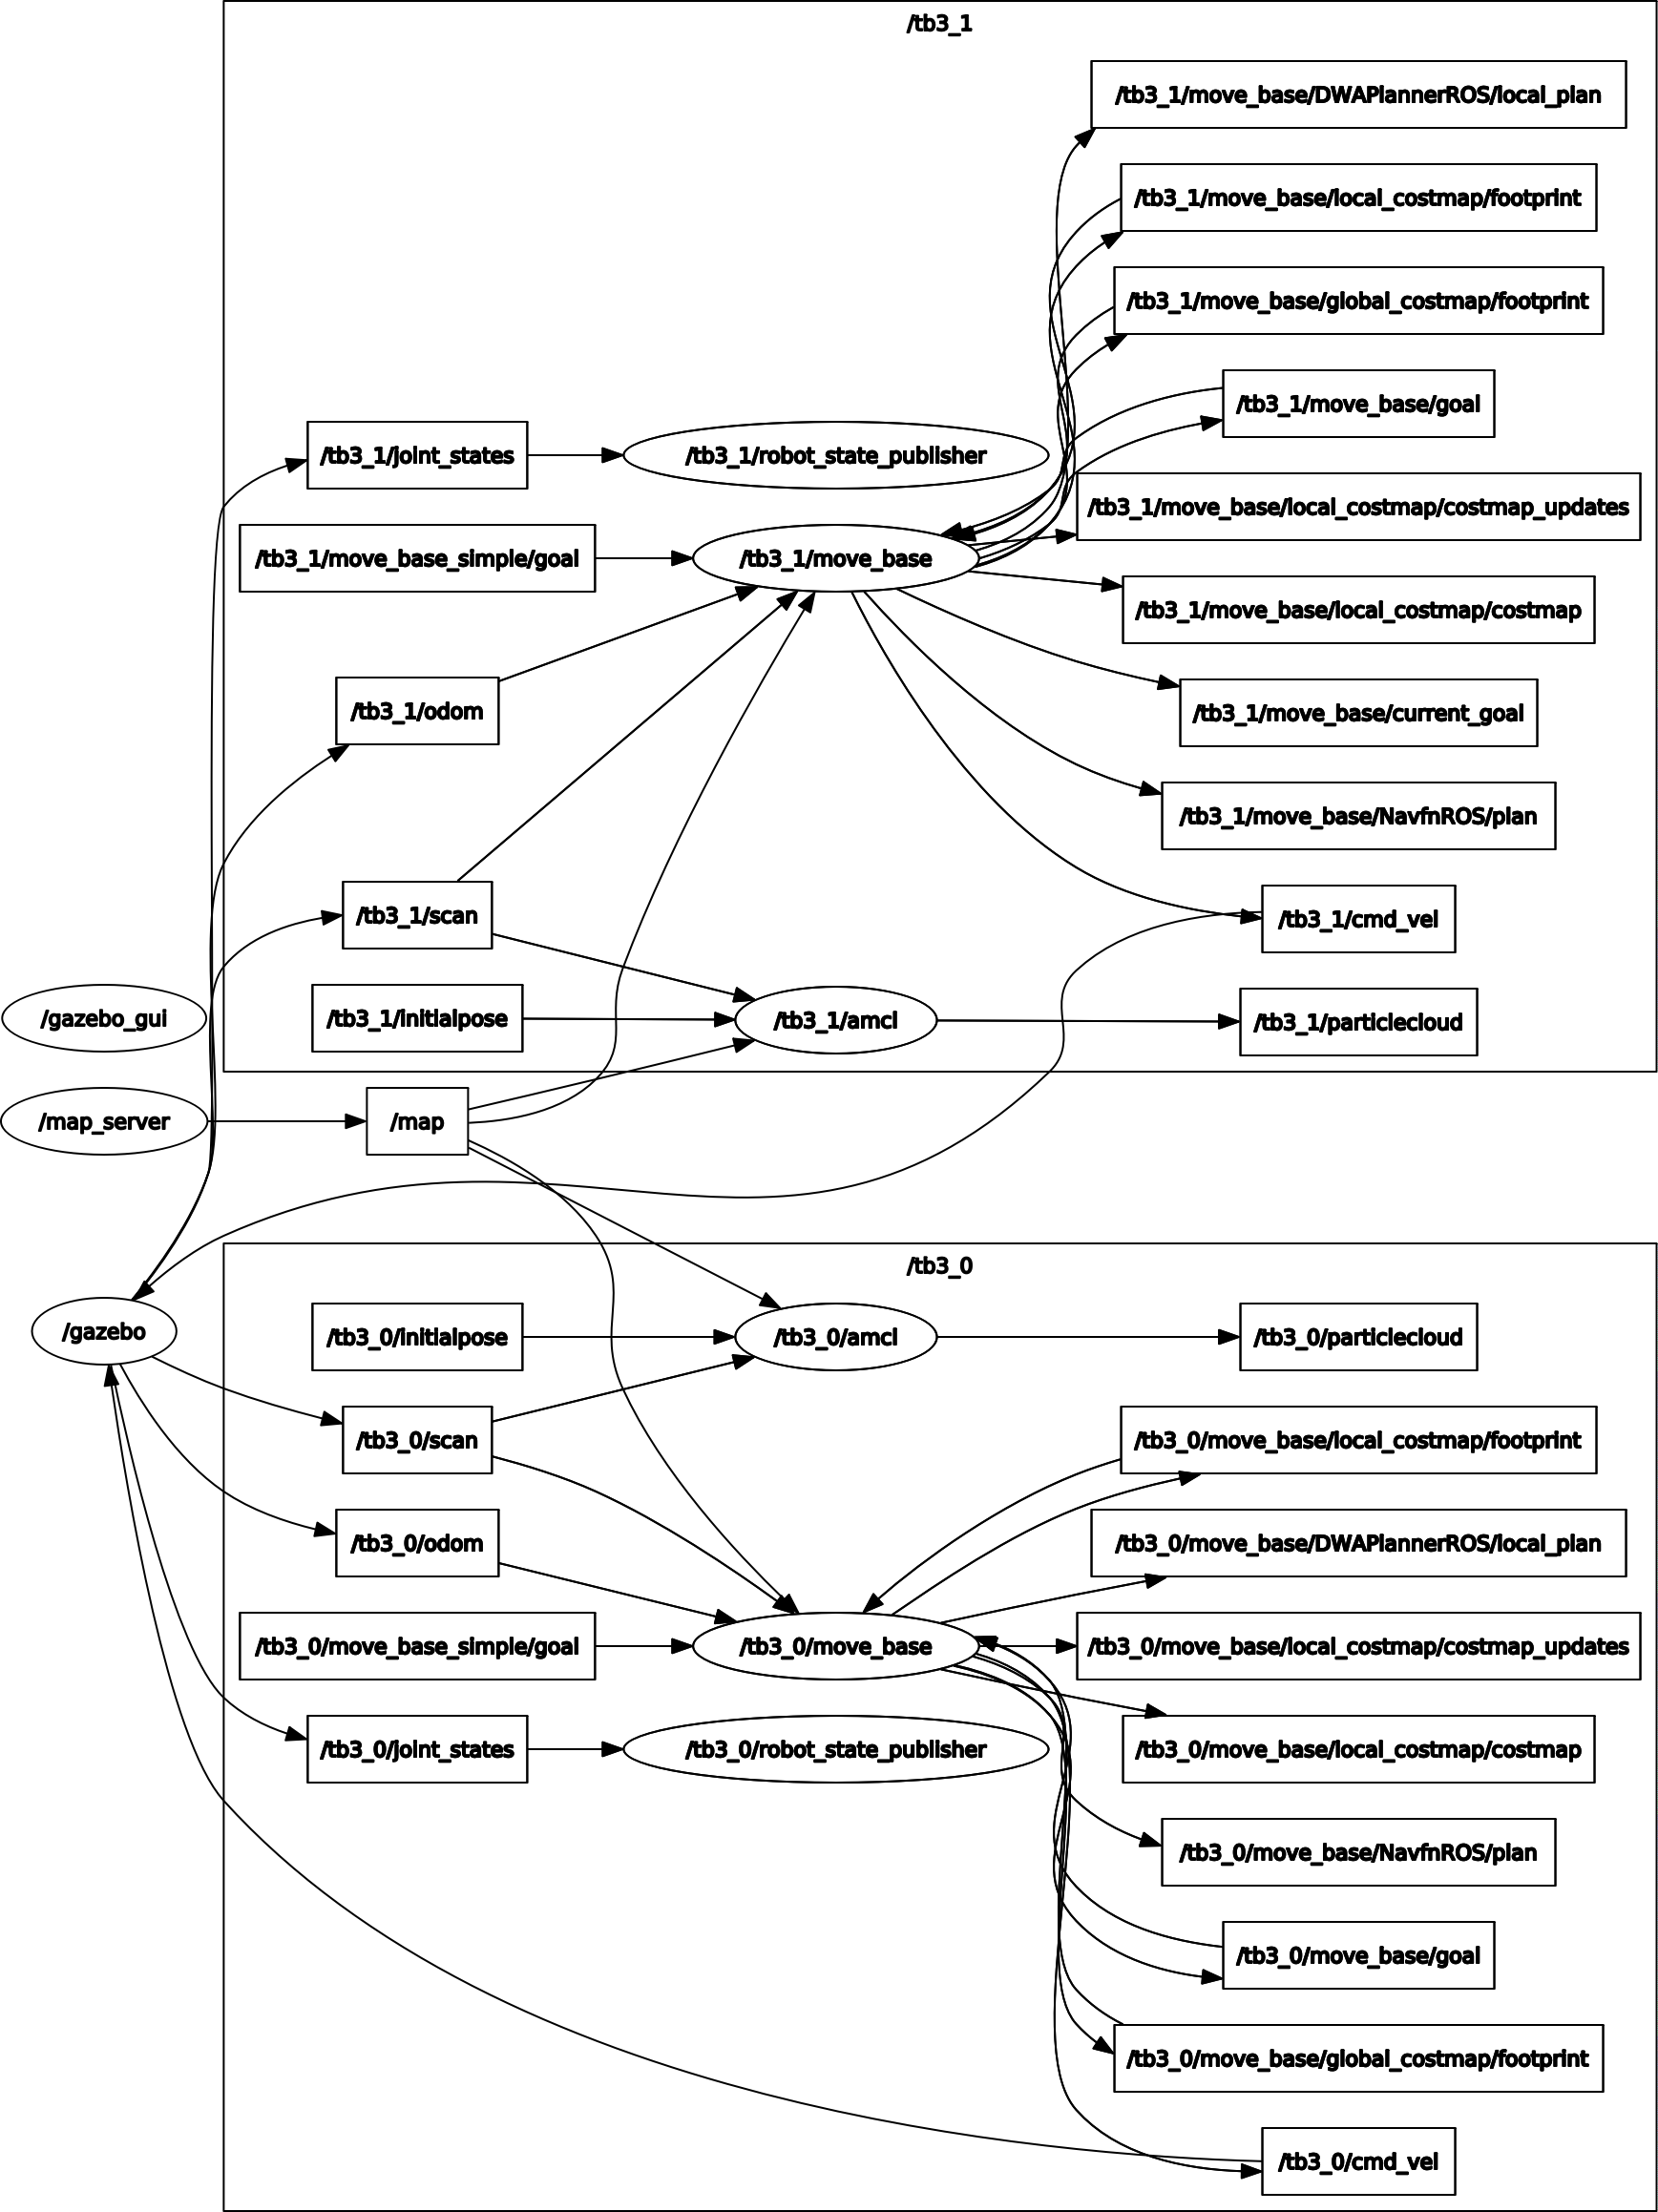 /tb3_1
/tb3_1/move_base/DWAPlannerROS/local_plan
/tb3_1/move_base/local_costmap/footprint
/tb3_1/move_base/global_costmap/footprint
/tb3_1/move_base/goal
/tb3_1/joint_states
/tb3_1/robot_state_publisher
/tb3_1/move_base/local_costmap/costmap_updates
/tb3_1/move_base_simple/goal
/tb3_1/move_base
/tb3_1/move_base/local_costmap/costmap
/tb3_1/odom
/tb3_1/move_base/current_goal
/tb3_1/move_base/NavfnROS/plan
/tb3_1/scan
/tb3_1/cmd_vel
/gazebo_gui
/tb3_1/initialpose
/tb3_1/amcl
/tb3_1/particlecloud
/map_server
/map
/tb3_0
/gazebo
/tb3_0/initialpose
/tb3_0/amcl
/tb3_0/particlecloud
/tb3_0/scan
/tb3_0/move_base/local_costmap/footprint
/tb3_0/odom
/tb3_0/move_base/DWAPlannerROS/local_plan
/tb3_0/move_base_simple/goal
/tb3_0/move_base
/tb3_0/move_base/local_costmap/costmap_updates
/tb3_0/joint_states
/tb3_0/robot_state_publisher
/tb3_0/move_base/local_costmap/costmap
/tb3_0/move_base/NavfnROS/plan
/tb3_0/move_base/goal
/tb3_0/move_base/global_costmap/footprint
/tb3_0/cmd_vel